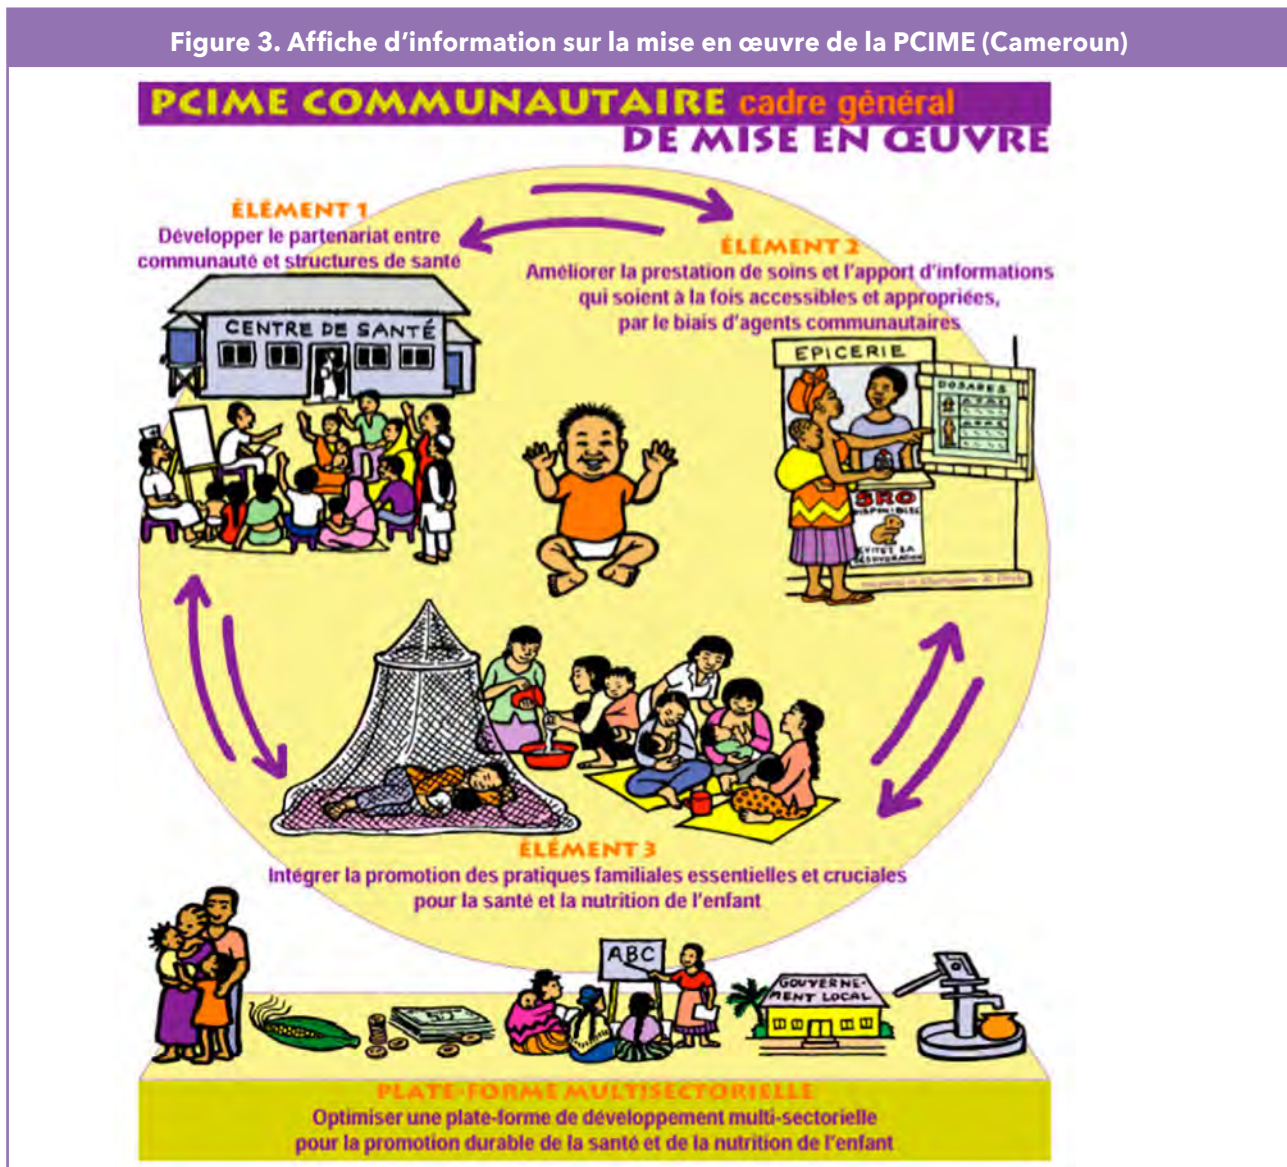 Figure 3. Affiche d'information sur la mise en œuvre de la PCIME (Cameroun)
PCIME COMMUNAUTAIRE cadre général
DE MISE EN ŒUVRE
ÉLÉMENT 1
Développer le partenariat entre
communauté et structures de santé
ÉLÉMENT 2
Améliorer la prestation de soins et l'apport d'informations
qui soient à la fois accessibles et appropriées,
par le biais d'agents communautaires
CENTRE DE SANTÉ
EPICERIE
DOSAGES
SRO
DISPONIBLE
EVITEZ LA
DESHYDRATATION
ÉLÉMENT 3
Intégrer la promotion des pratiques familiales essentielles et cruciales
pour la santé et la nutrition de l'enfant
ABC
GOUVERNE-
MENT LOCAL
PLATE-FORME MULTISECTORIELLE
Optimiser une plate-forme de développement multi-sectorielle
pour la promotion durable de la santé et de la nutrition de l'enfant